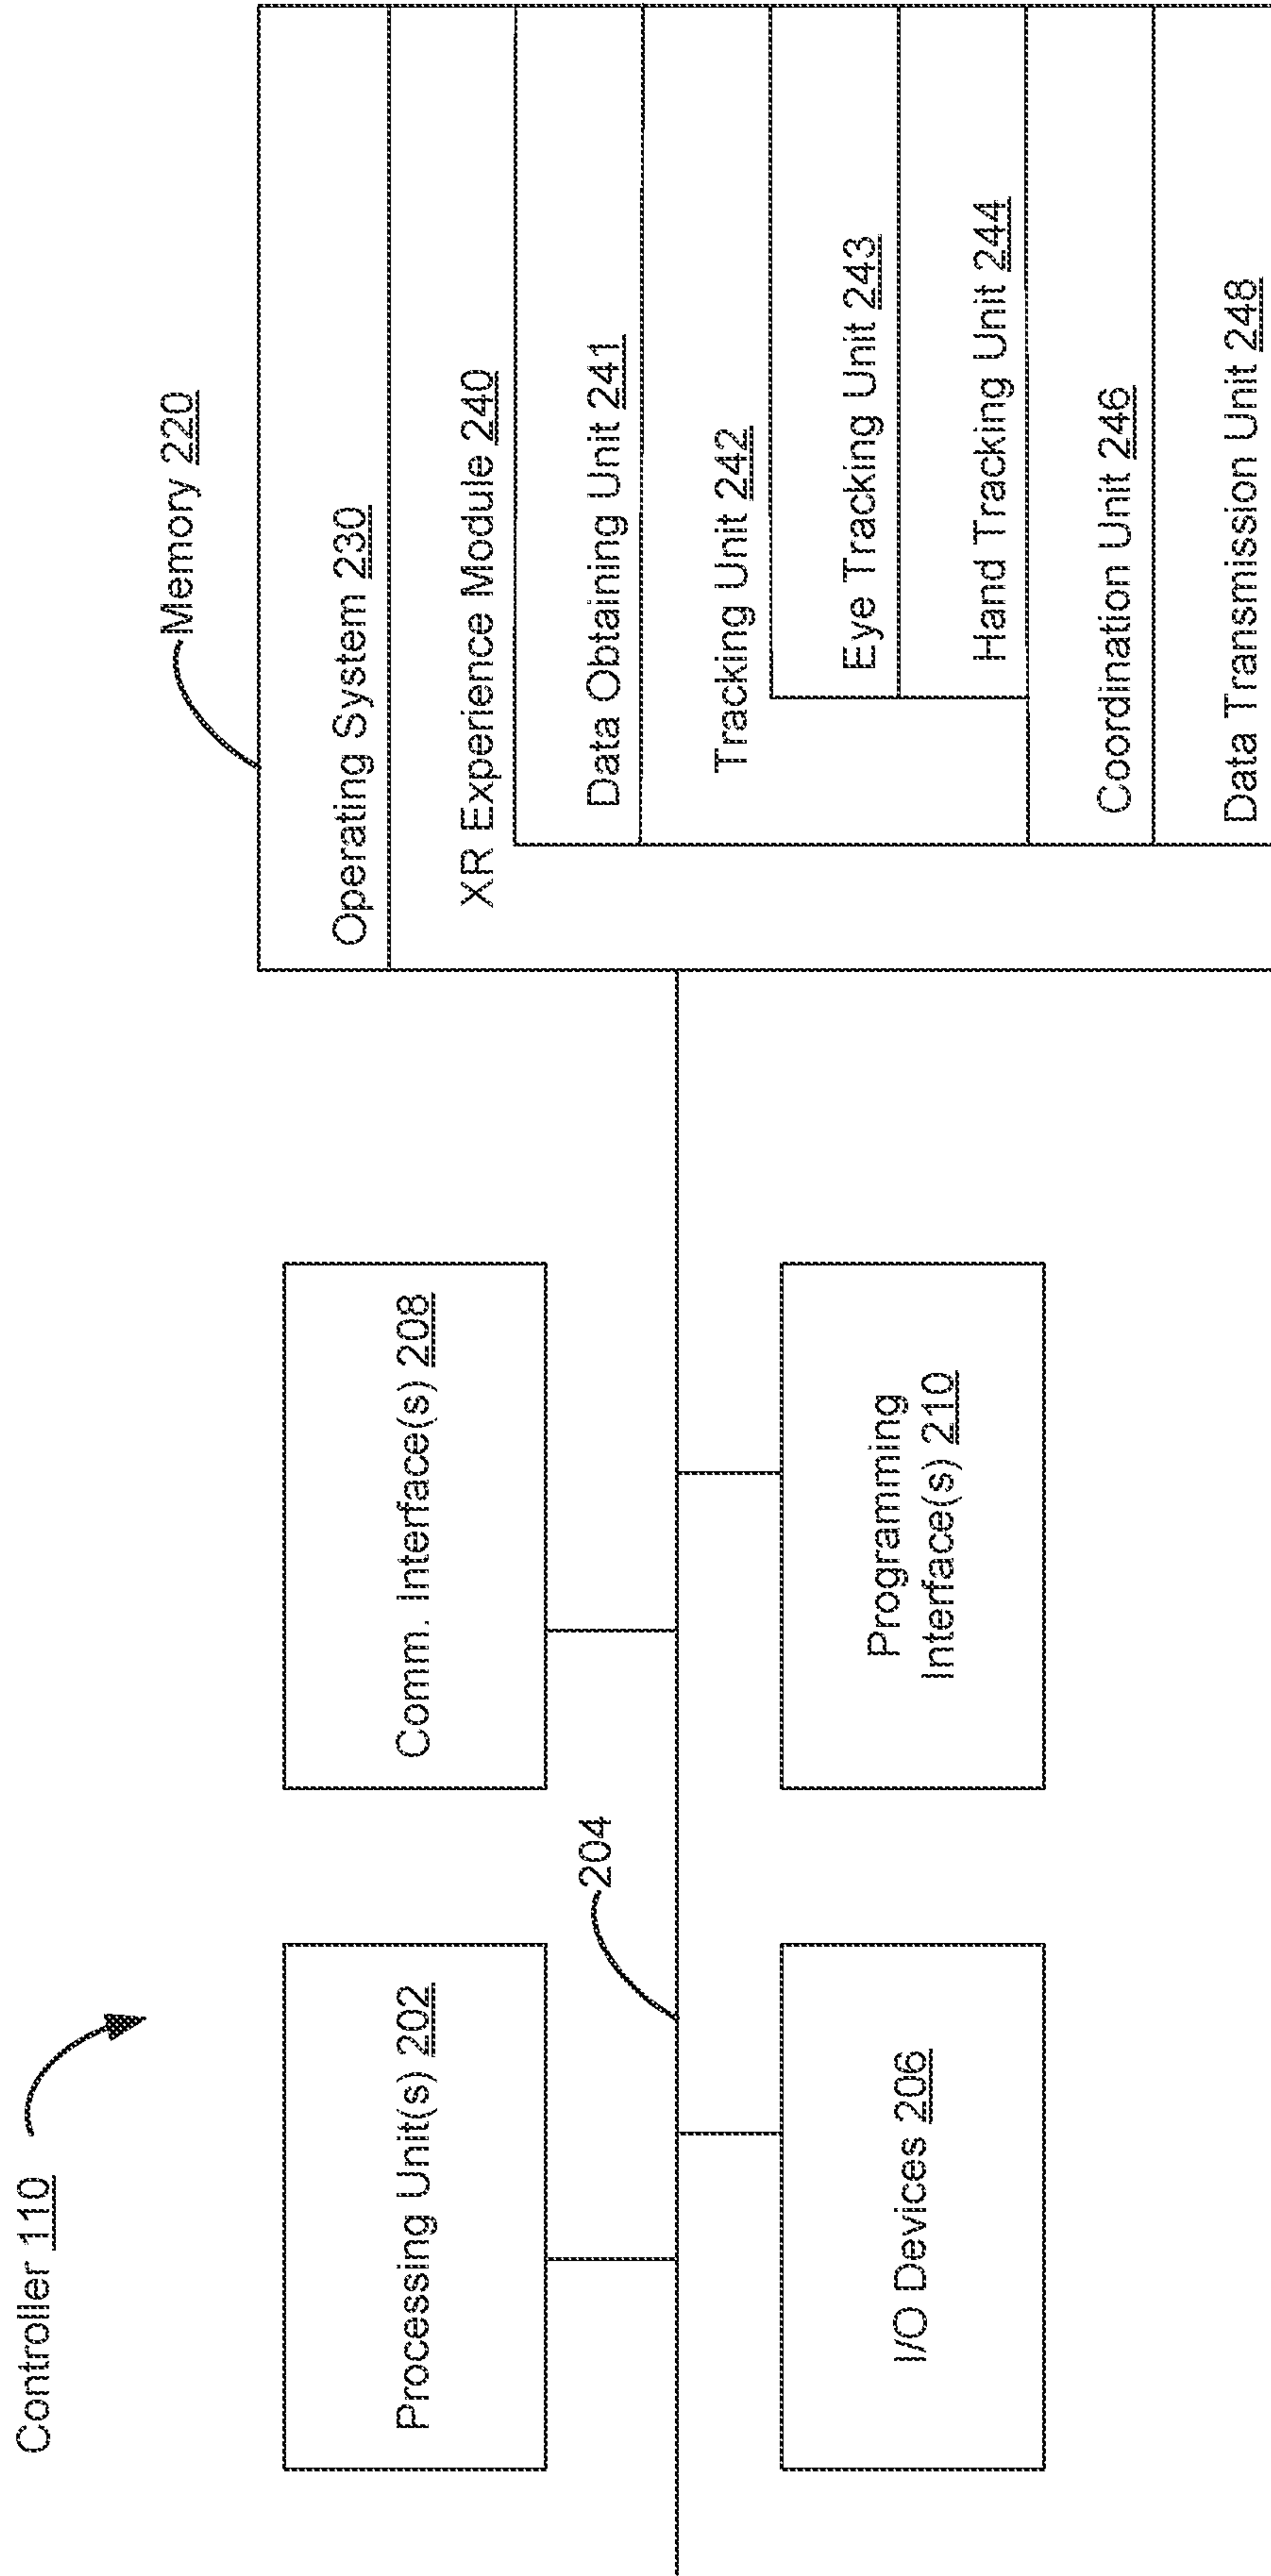 Controller 110
Processing Unit(s) 202
Comm. Interface(s) 208
204
I/O Devices 206
Programming
Interface(s) 210
Memory 220
Operating System 230
XR Experience Module 240
Data Obtaining Unit 241
Tracking Unit 242
Eye Tracking Unit 243
Hand Tracking Unit 244
Coordination Unit 246
Data Transmission Unit 248